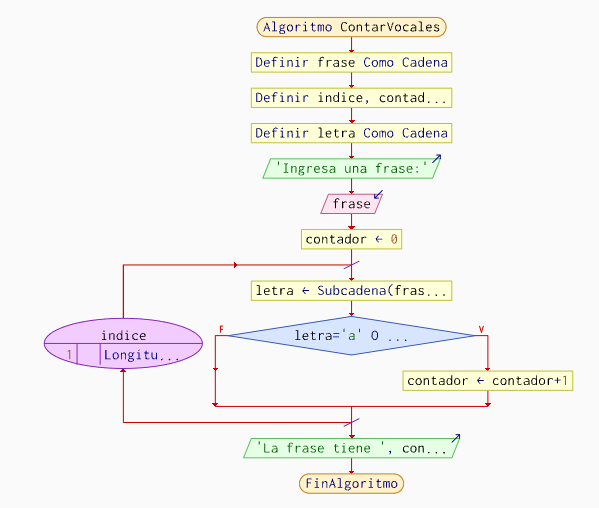 Algoritmo ContarVocales
Definir frase Como Cadena
Definir indice, contad...
Definir letra Como Cadena
'Ingresa una frase:'
frase
contador ← 0
letra ← Subcadena(fras...
indice
1 Longitu...
F
letra='a' O ...
V
contador ← contador+1
'La frase tiene ', con...
FinAlgoritmo